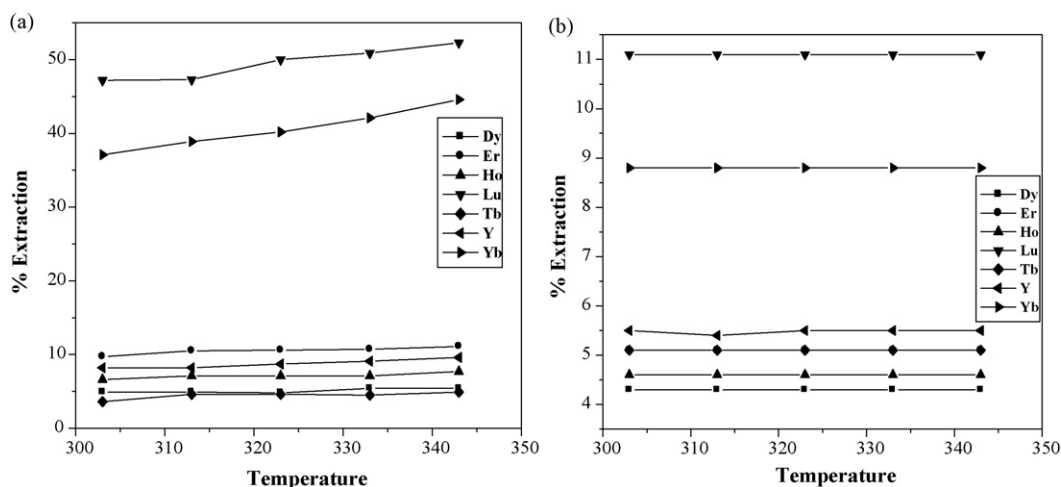 (a)
% Extraction
50
40
30
20
10
0
300
310
320
330
340
350
Temperature
Dy
Er
Ho
Lu
Tb
Y
Yb
(b)
% Extraction
11
10
9
8
7
6
5
4
300
310
320
330
340
350
Temperature
Dy
Er
Ho
Lu
Tb
Y
Yb